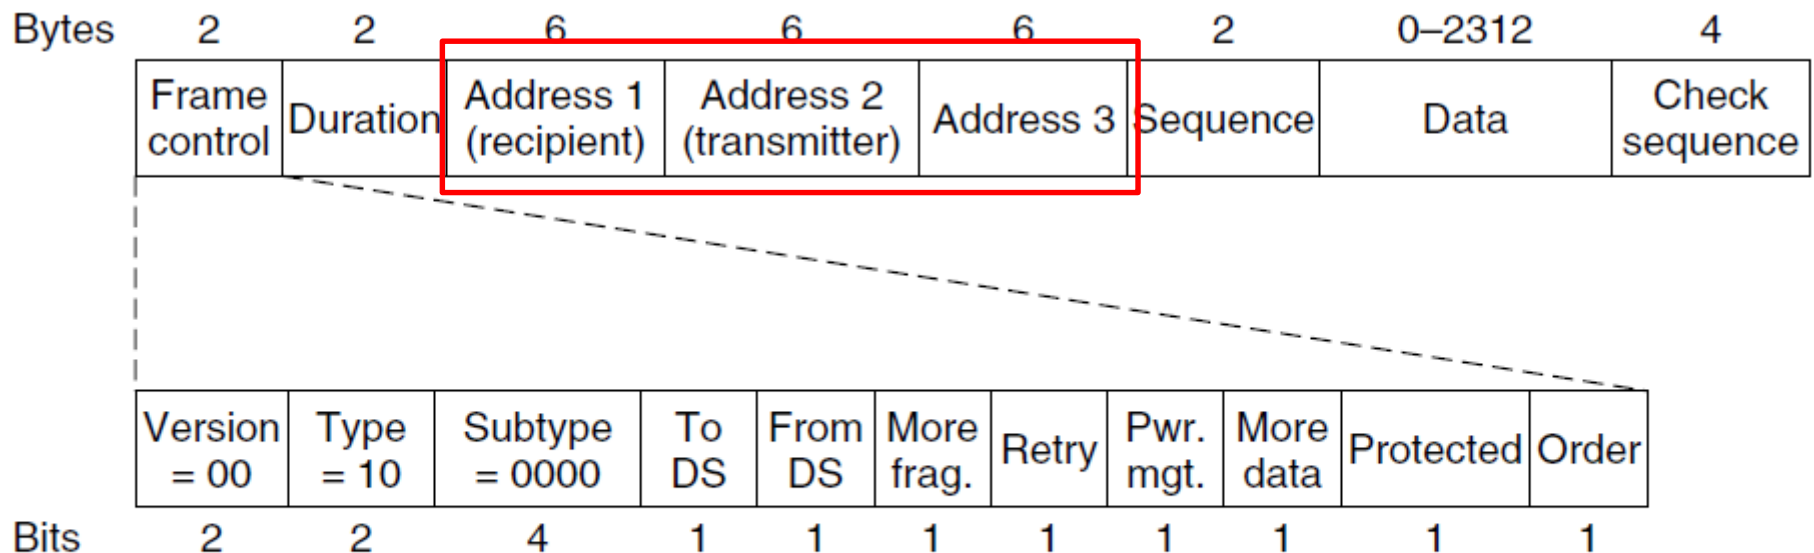 Bytes 2 2 6 6 6 2 0–2312 4
Frame control Duration Address 1 (recipient) Address 2 (transmitter) Address 3 Sequence Data Check sequence
Version = 00 Type = 10 Subtype = 0000 To DS From DS More frag. Retry Pwr. mgt. More data Protected Order
Bits 2 2 4 1 1 1 1 1 1 1 1